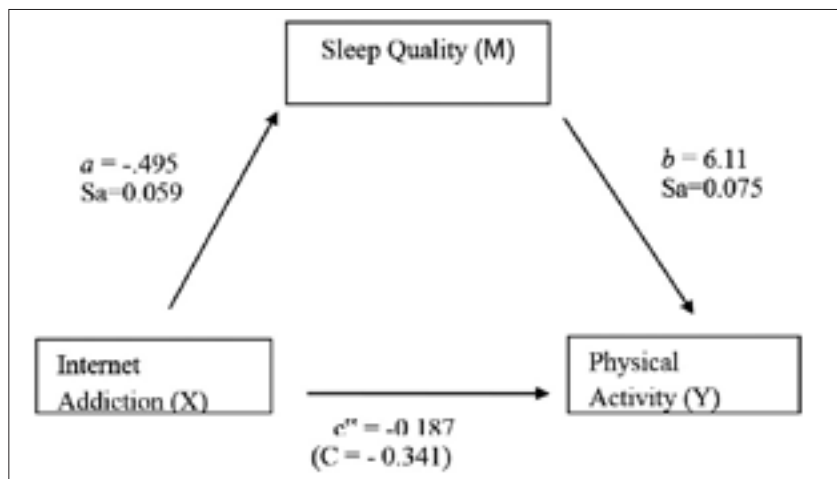 Sleep Quality (M)
a = -.495
Sa=0.059
b = 6.11
Sa=0.075
Internet
Addiction (X)
Physical
Activity (Y)
= -0.187
(C = - 0.341)